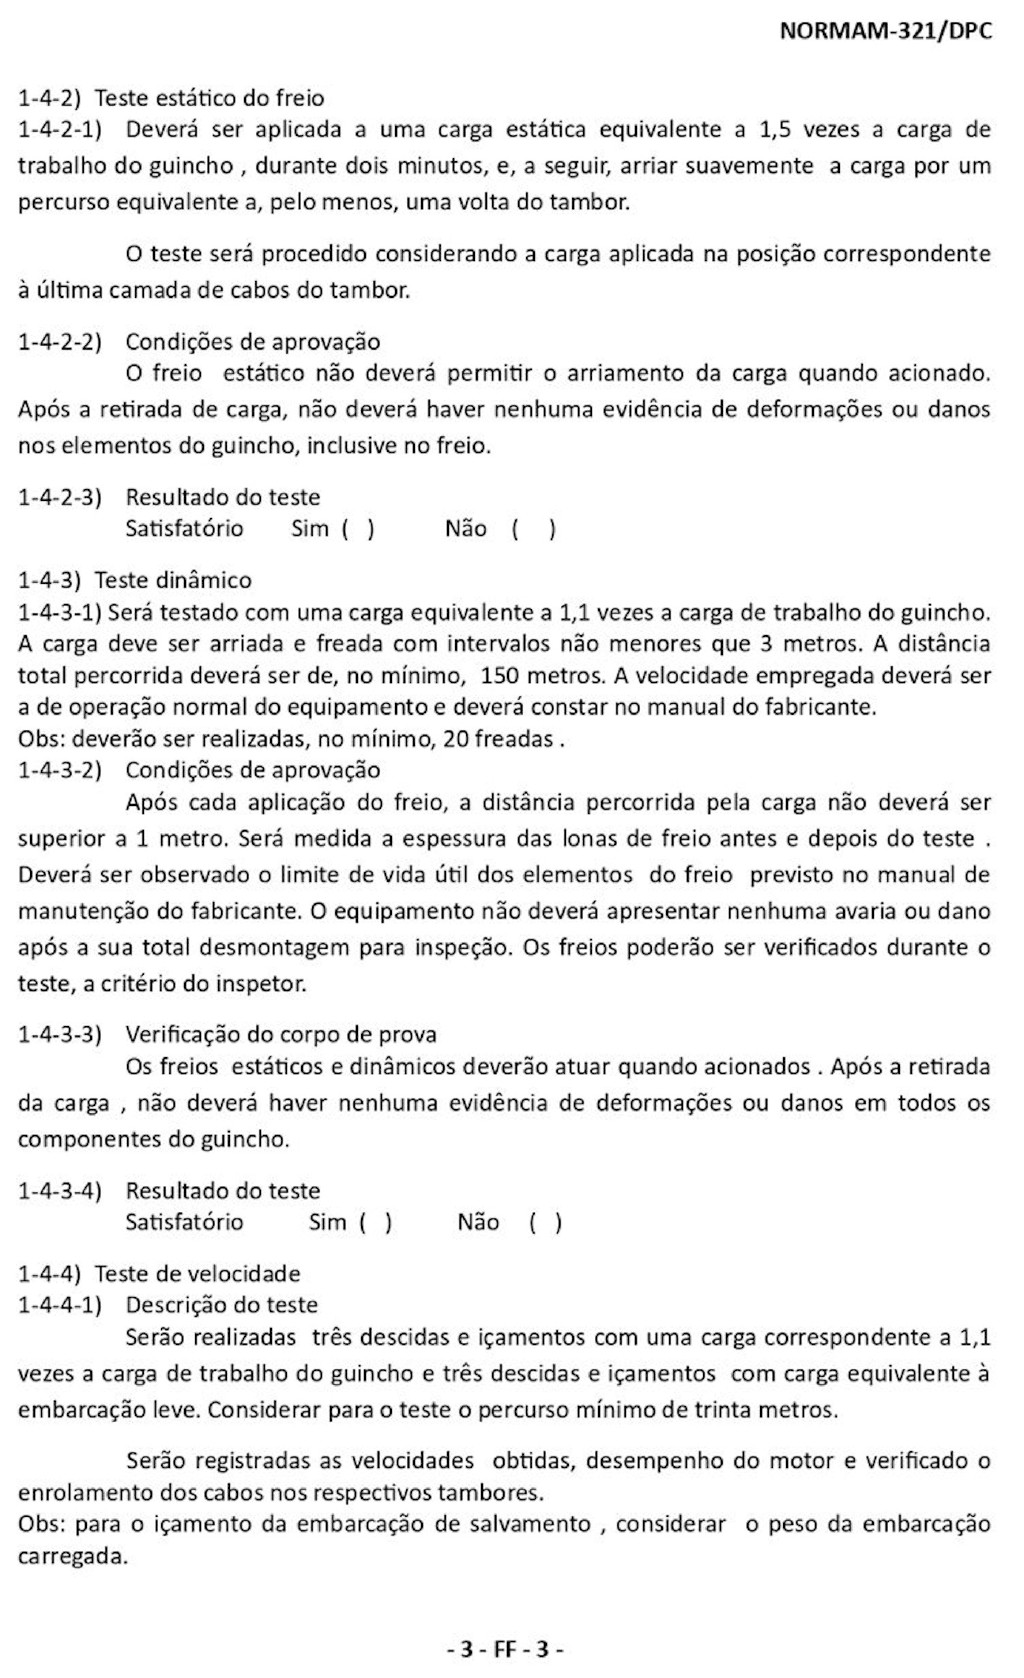 NORMAM-321/DPC
1-4-2) Teste estático do freio
1-4-2-1) Deverá ser aplicada a uma carga estática equivalente a 1,5 vezes a carga de
trabalho do guincho , durante dois minutos, e, a seguir, arriar suavemente a carga por um
percurso equivalente a, pelo menos, uma volta do tambor.
O teste será procedido considerando a carga aplicada na posição correspondente
à última camada de cabos do tambor.
1-4-2-2) Condições de aprovação
O freio estático não deverá permitir o arriamento da carga quando acionado.
Após a retirada de carga, não deverá haver nenhuma evidência de deformações ou danos
nos elementos do guincho, inclusive no freio.
1-4-2-3) Resultado do teste
Satisfatório Sim ( ) Não ( )
1-4-3) Teste dinâmico
1-4-3-1) Será testado com uma carga equivalente a 1,1 vezes a carga de trabalho do guincho.
A carga deve ser arriada e freada com intervalos não menores que 3 metros. A distância
total percorrida deverá ser de, no mínimo, 150 metros. A velocidade empregada deverá ser
a de operação normal do equipamento e deverá constar no manual do fabricante.
Obs: deverão ser realizadas, no mínimo, 20 freadas .
1-4-3-2) Condições de aprovação
Após cada aplicação do freio, a distância percorrida pela carga não deverá ser
superior a 1 metro. Será medida a espessura das lonas de freio antes e depois do teste .
Deverá ser observado o limite de vida útil dos elementos do freio previsto no manual de
manutenção do fabricante. O equipamento não deverá apresentar nenhuma avaria ou dano
após a sua total desmontagem para inspeção. Os freios poderão ser verificados durante o
teste, a critério do inspetor.
1-4-3-3) Verificação do corpo de prova
Os freios estáticos e dinâmicos deverão atuar quando acionados . Após a retirada
da carga , não deverá haver nenhuma evidência de deformações ou danos em todos os
componentes do guincho.
1-4-3-4) Resultado do teste
Satisfatório Sim ( ) Não ( )
1-4-4) Teste de velocidade
1-4-4-1) Descrição do teste
Serão realizadas três descidas e içamentos com uma carga correspondente a 1,1
vezes a carga de trabalho do guincho e três descidas e içamentos com carga equivalente à
embarcação leve. Considerar para o teste o percurso mínimo de trinta metros.
Serão registradas as velocidades obtidas, desempenho do motor e verificado o
enrolamento dos cabos nos respectivos tambores.
Obs: para o içamento da embarcação de salvamento , considerar o peso da embarcação
carregada.
- 3 - FF - 3 -